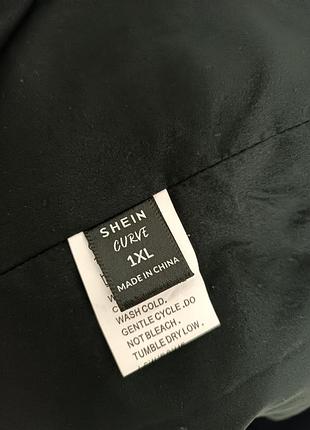 SHEIN
CURVE
1XL
MADE IN CHINA
WASH COLD.
GENTLE CYCLE.DO
NOT BLEACH.
TUMBLE DRY LOW.